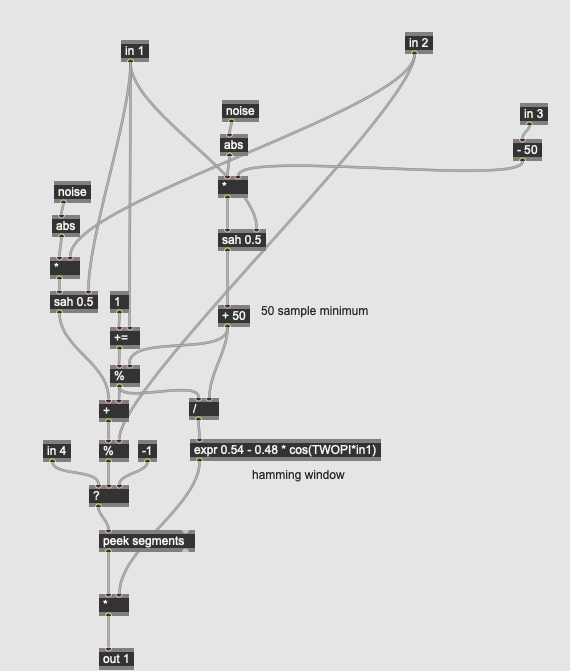 in 1
in 2
noise
in 3
abs
- 50
*
noise
abs
sah 0.5
*
sah 0.5
1
+ 50
50 sample minimum
+=
%
+
/
in 4
%
-1
expr 0.54 - 0.48 * cos(TWOPI*in1)
hamming window
?
peek segments
*
out 1